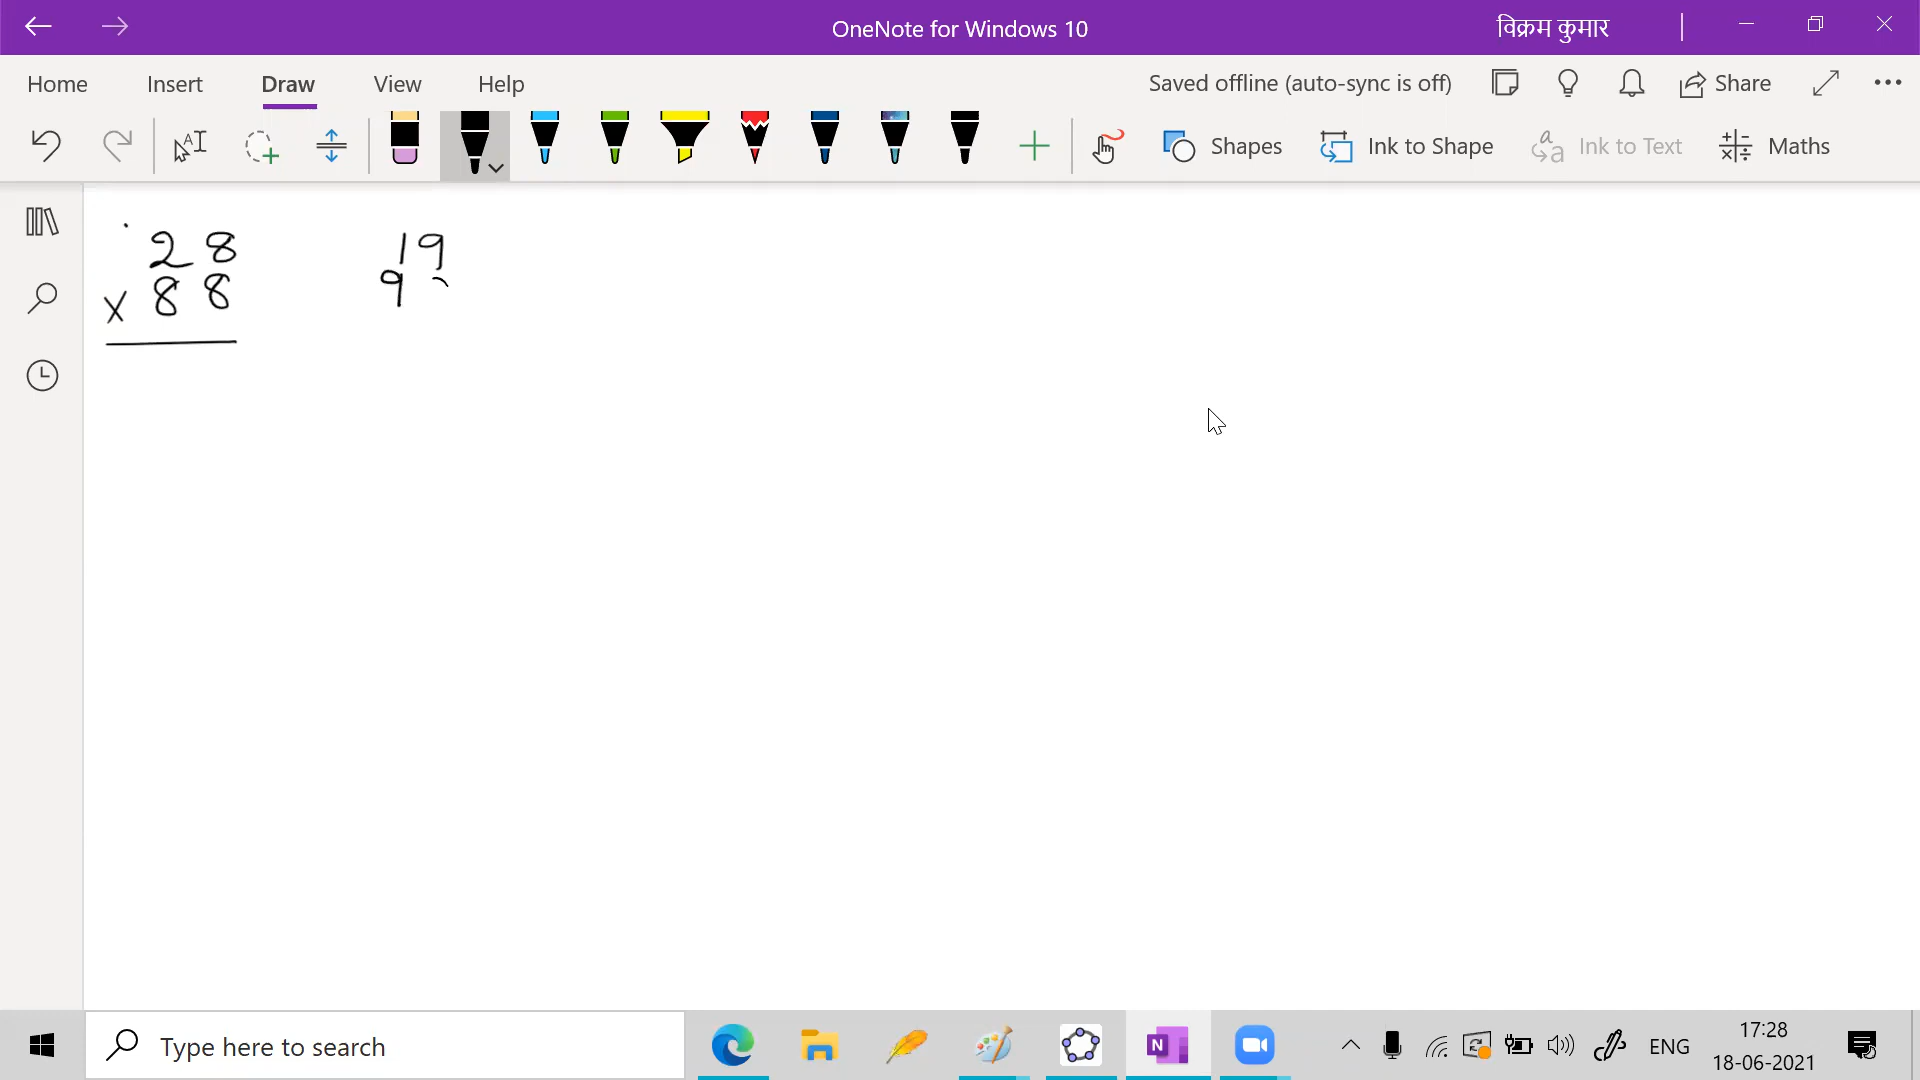 OneNote for Windows 10
विक्रम कुमार
Home Insert Draw View Help
Saved offline (auto-sync is off) Share
Shapes Ink to Shape Ink to Text Maths
28 19
x 88 9
Type here to search
N
ENG
17:28
18-06-2021